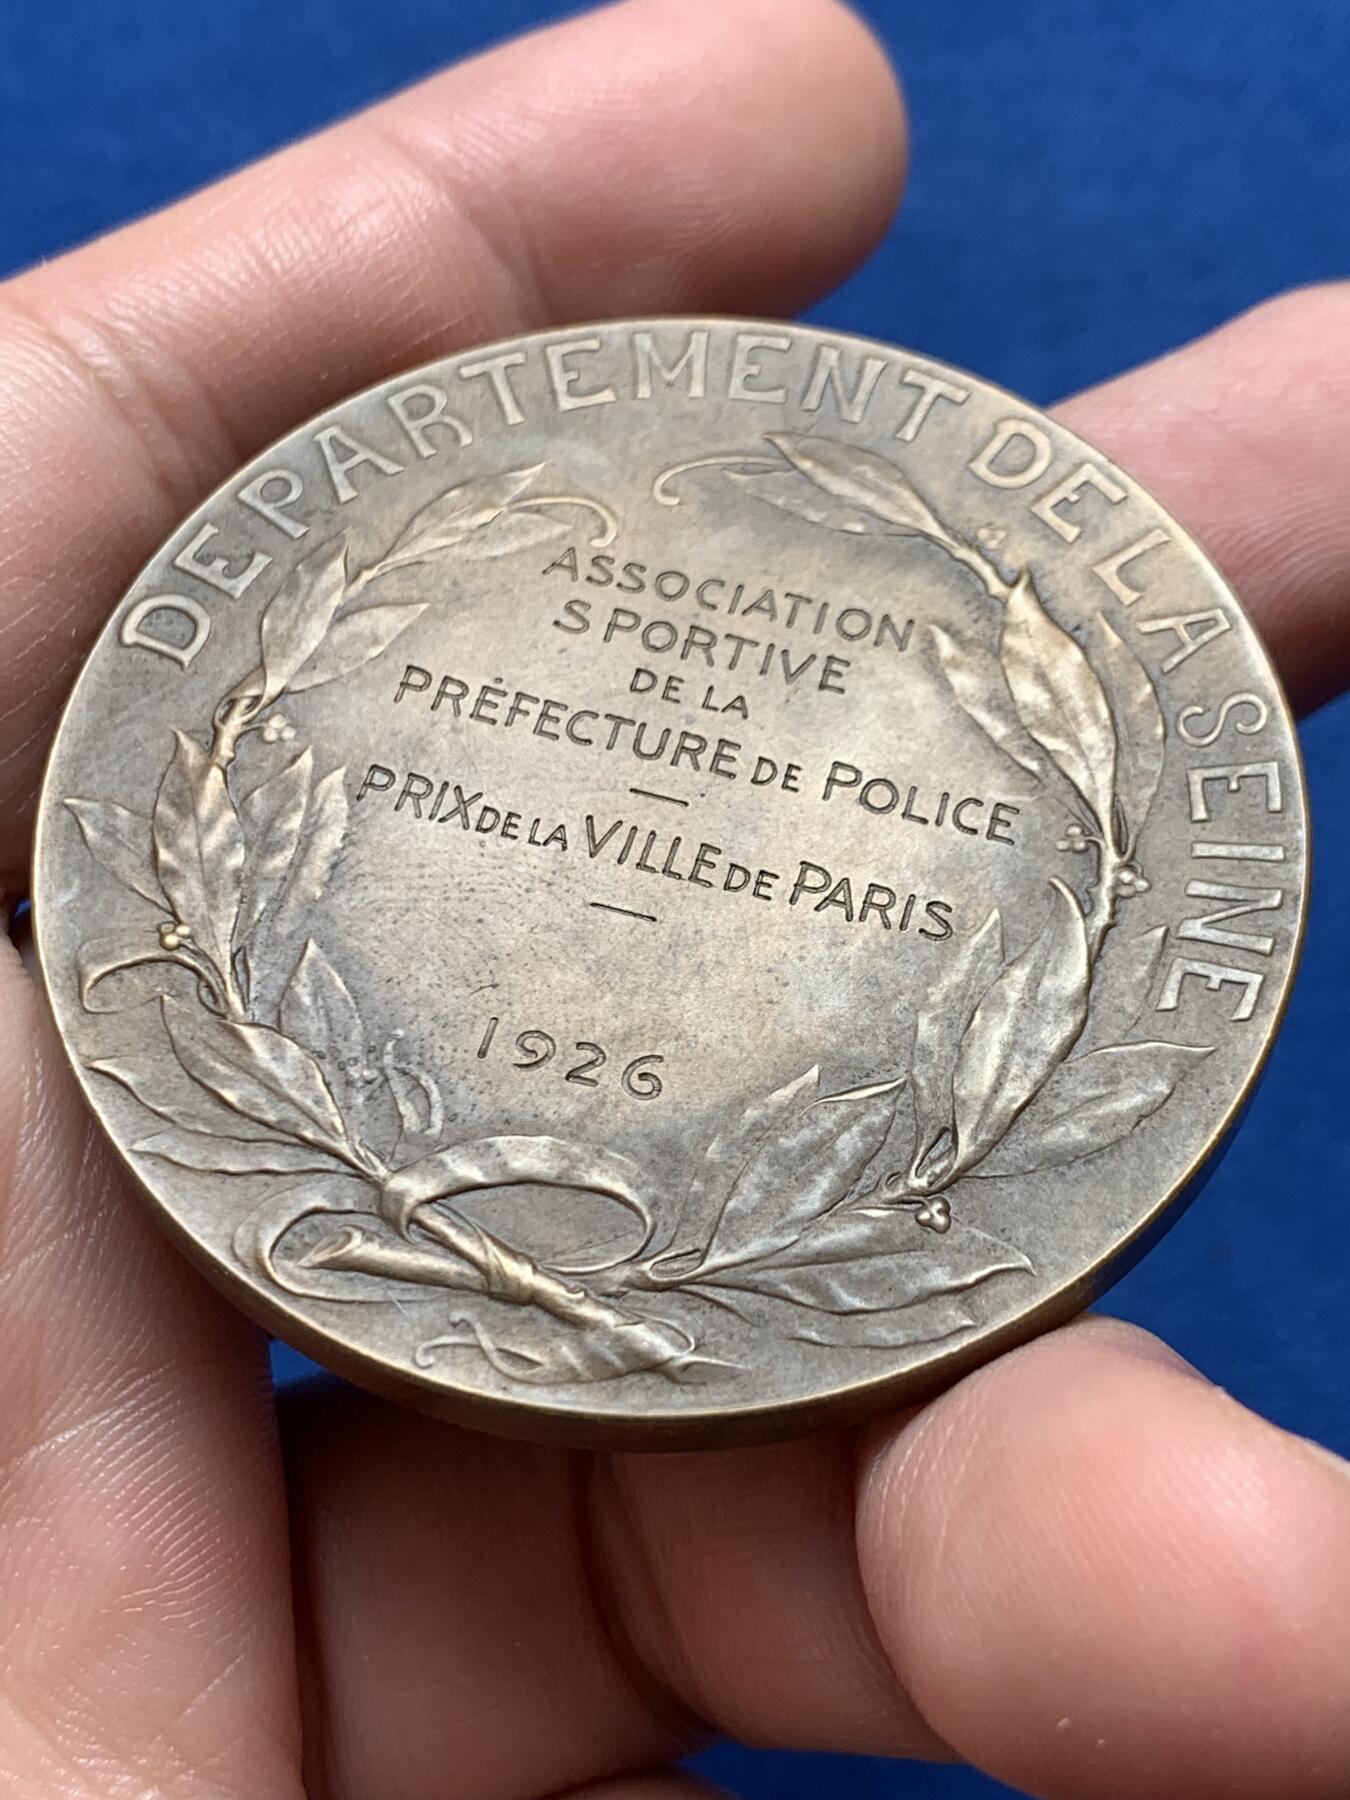 DEPARTEMENT DE LA SEINE
ASSOCIATION
SPORTIVE
DE LA
PRÉFECTURE DE POLICE
PRIX DE LA VILLE DE PARIS
1926